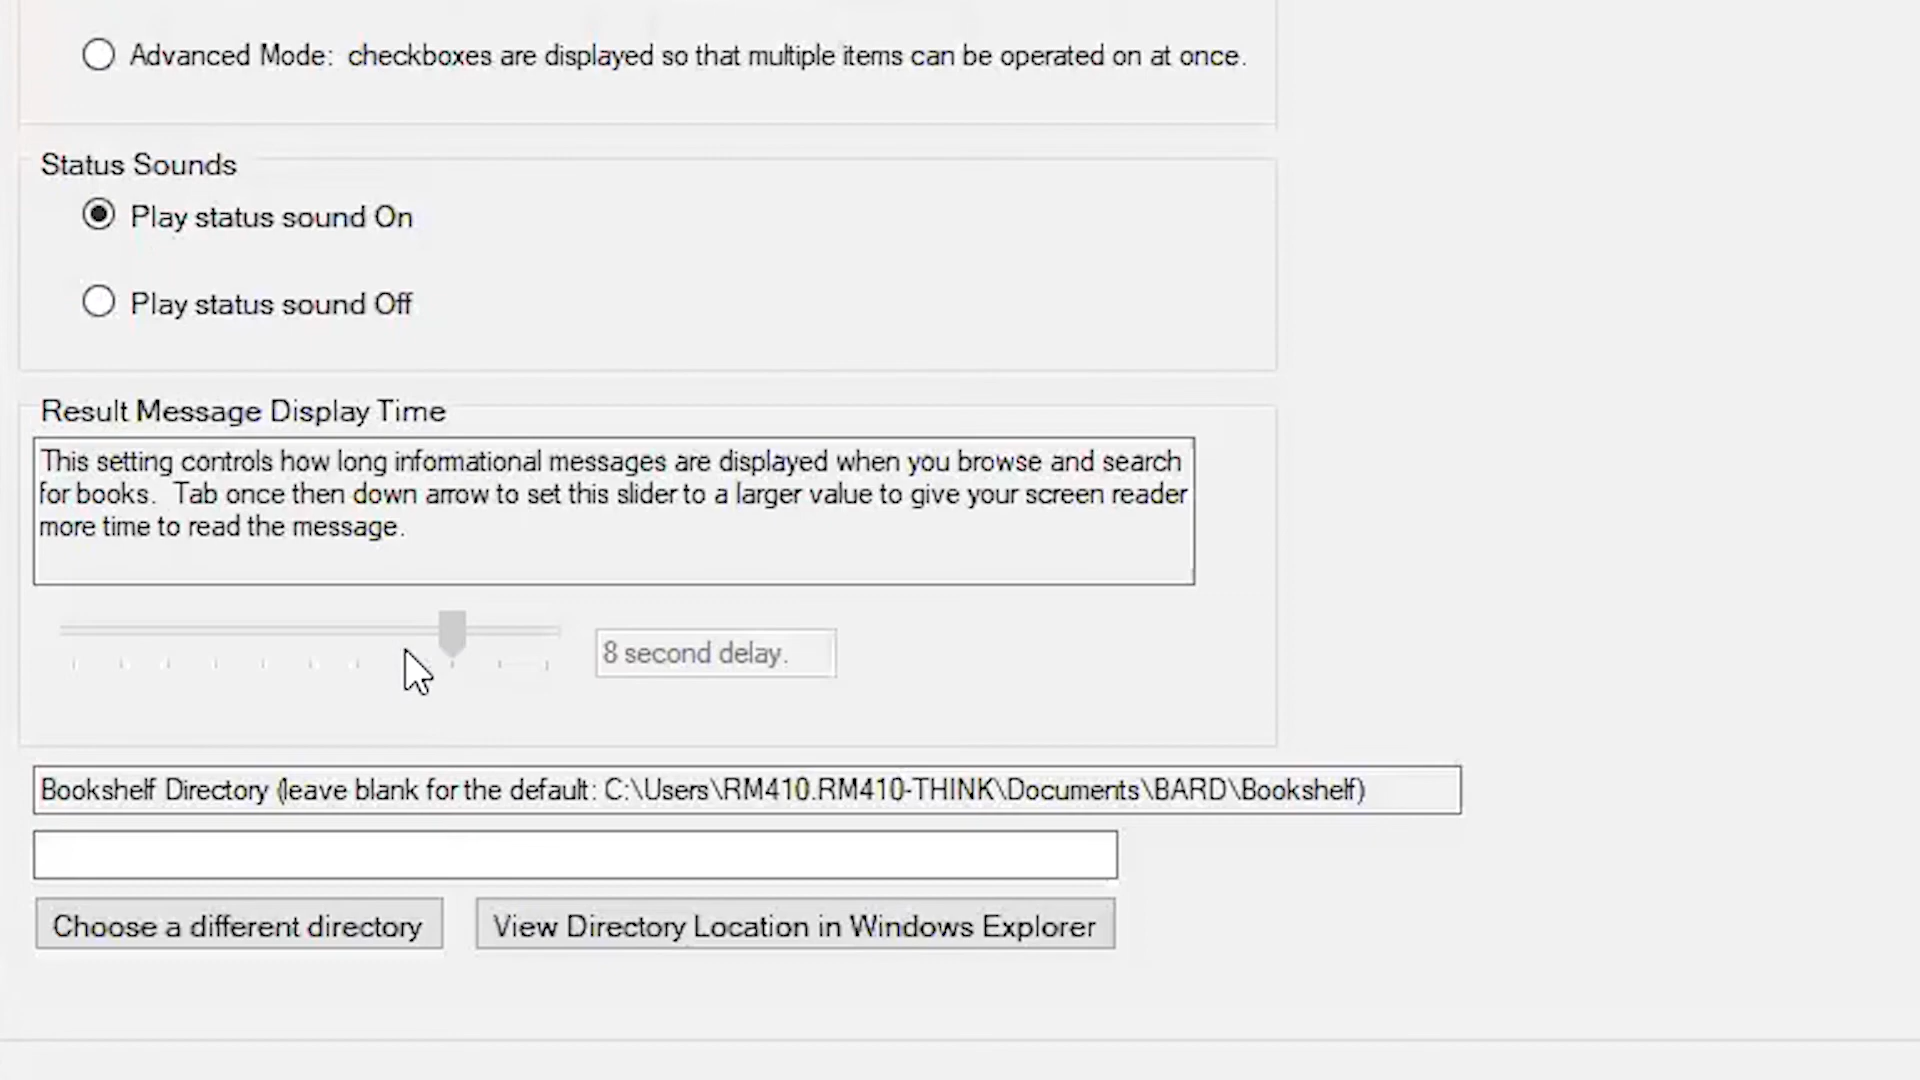 Advanced Mode:  checkboxes are displayed so that multiple items can be operated on at once.
Status Sounds
Play status sound On
Play status sound Off
Result Message Display Time
This setting controls how long informational messages are displayed when you browse and search
for books.  Tab once then down arrow to set this slider to a larger value to give your screen reader
more time to read the message.
8 second delay.
Bookshelf Directory (leave blank for the default: C:\Users\RM410.RM410-THINK\Documents\BARD\Bookshelf)
Choose a different directory
View Directory Location in Windows Explorer